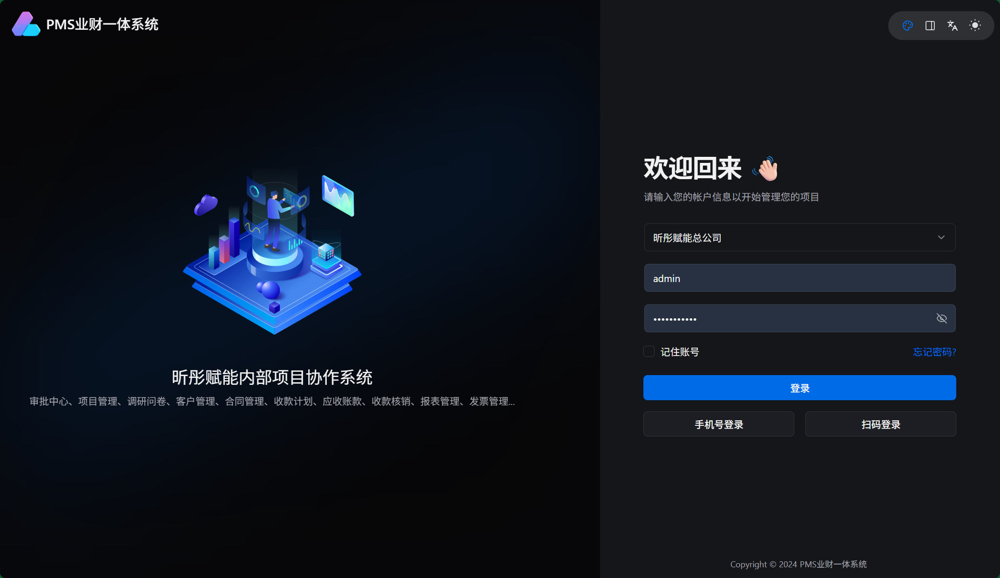 PMS业财一体系统
昕彤赋能内部项目协作系统
审批中心、项目管理、调研问卷、客户管理、合同管理、收款计划、应收账款、收款核销、报表管理、发票管理...
欢迎回来
请输入您的帐户信息以开始管理您的项目
昕彤赋能总公司
admin
•••••••••••
记住账号
忘记密码?
登录
手机号登录
扫码登录
Copyright © 2024 PMS业财一体系统